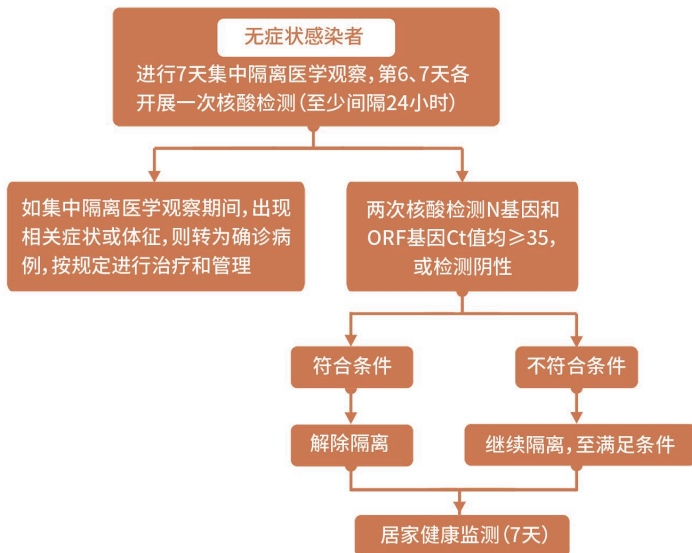 无症状感染者
进行7天集中隔离医学观察,第6、7天各
开展一次核酸检测(至少间隔24小时)
如集中隔离医学观察期间,出现
相关症状或体征,则转为确诊病
例,按规定进行治疗和管理
两次核酸检测N基因和
ORF基因Ct值均≥35,
或检测阴性
符合条件
不符合条件
解除隔离
继续隔离,至满足条件
居家健康监测(7天)